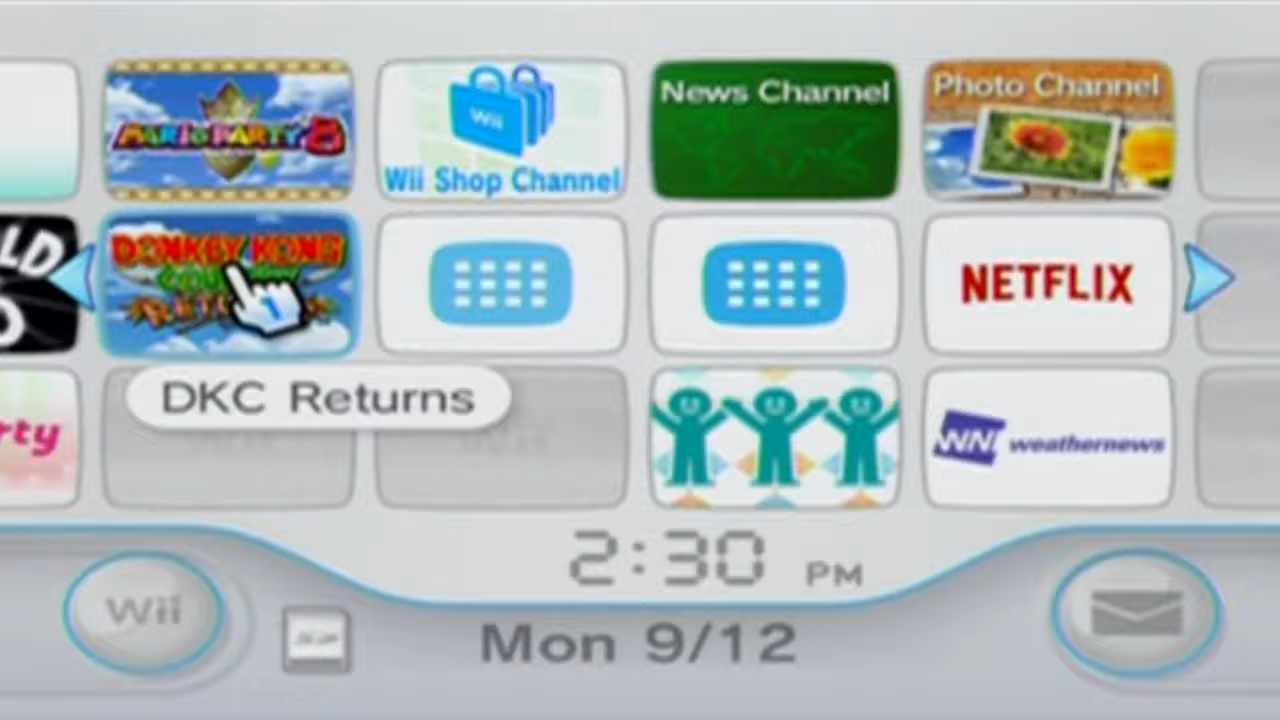 MARIO PARTY 8
Wii
Wii Shop Channel
News Channel
Photo Channel
LD
DONKEY KONG
NETFLIX
DKC Returns
rty
WNI weathernews
2:30 PM
Wii
Mon 9/12